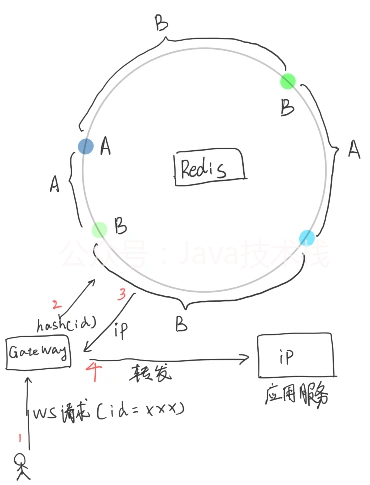 B
B
A
Redis
A
A
B
公众号：Java技术栈
2
3
hash(id)
ip
B
Gateway
4
转发
ip
应用服务
WS请求(id=xxx)
1